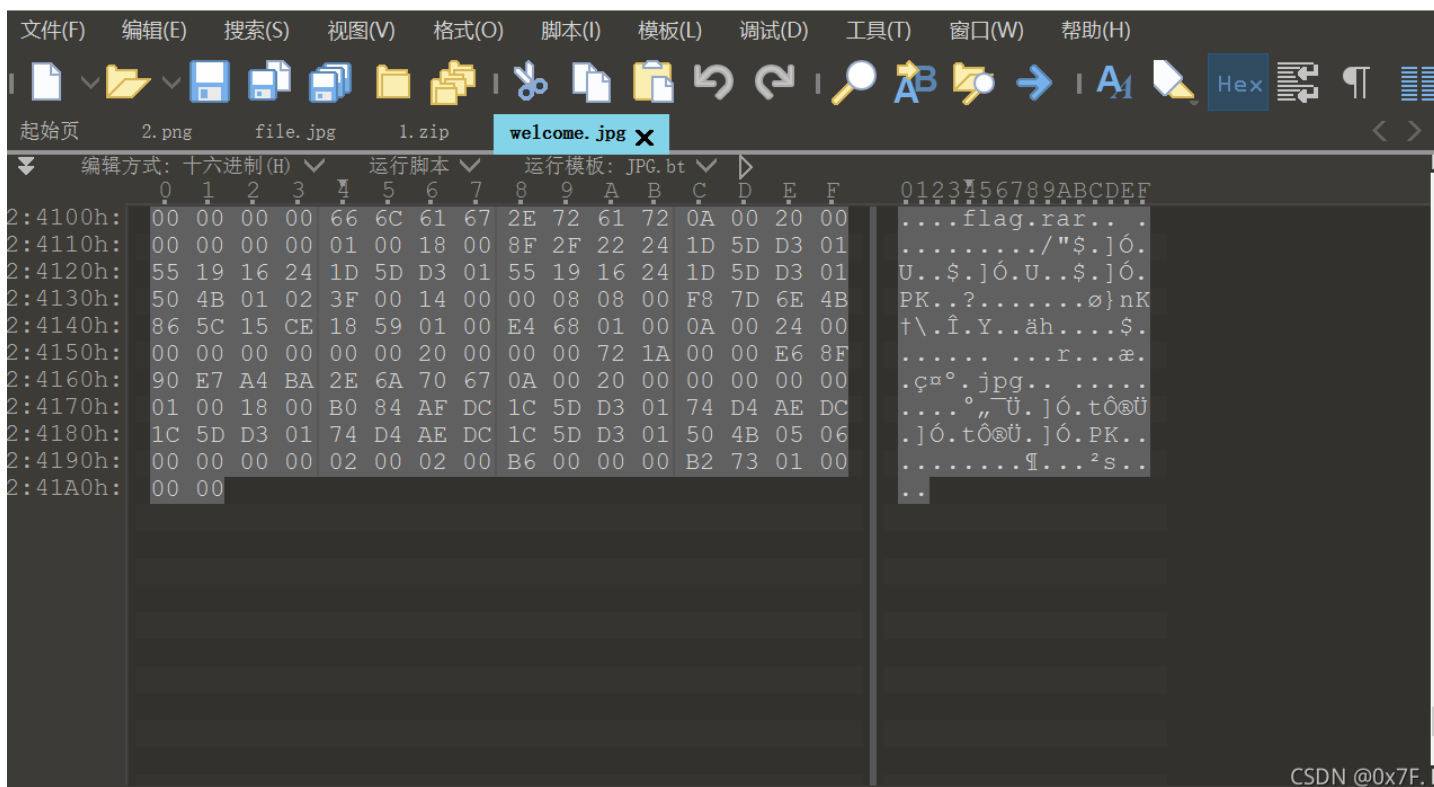 文件(F) 编辑(E) 搜索(S) 视图(V) 格式(O) 脚本(I) 模板(L) 调试(D) 工具(T) 窗口(W) 帮助(H)
Hex
起始页 2.png file.jpg 1.zip welcome.jpg
编辑方式: 十六进制(H) 运行脚本 运行模板: JPG.bt
0 1 2 3 4 5 6 7 8 9 A B C D E F 0123456789ABCDEF
2:4100h: 00 00 00 00 66 6C 61 67 2E 72 61 72 0A 00 20 00 ....flag.rar.. .
2:4110h: 00 00 00 00 01 00 18 00 8F 2F 22 24 1D 5D D3 01 ........./"$.]Ó.
2:4120h: 55 19 16 24 1D 5D D3 01 55 19 16 24 1D 5D D3 01 U..$.]Ó.U..$.]Ó.
2:4130h: 50 4B 01 02 3F 00 14 00 00 08 08 00 F8 7D 6E 4B PK..?.......ø}nK
2:4140h: 86 5C 15 CE 18 59 01 00 E4 68 01 00 0A 00 24 00 †\.Î.Y..äh....$.
2:4150h: 00 00 00 00 00 00 20 00 00 00 72 1A 00 00 E6 8F ...... ...r...æ.
2:4160h: 90 E7 A4 BA 2E 6A 70 67 0A 00 20 00 00 00 00 00 .ç¤º.jpg.. .....
2:4170h: 01 00 18 00 B0 84 AF DC 1C 5D D3 01 74 D4 AE DC ....°„¯Ü.]Ó.tÔ®Ü
2:4180h: 1C 5D D3 01 74 D4 AE DC 1C 5D D3 01 50 4B 05 06 .]Ó.tÔ®Ü.]Ó.PK..
2:4190h: 00 00 00 00 02 00 02 00 B6 00 00 00 B2 73 01 00 ........¶...²s..
2:41A0h: 00 00 ..
CSDN @0x7F.